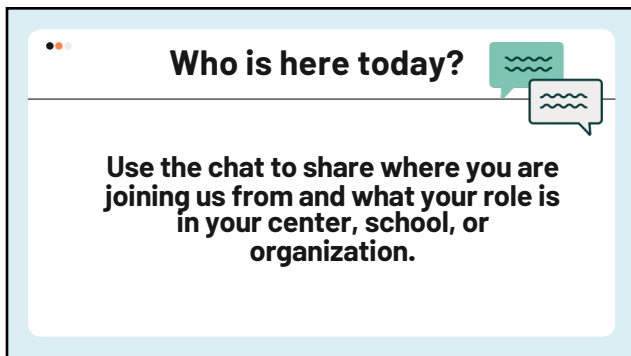 Who is here today?
Use the chat to share where you are
joining us from and what your role is
in your center, school, or
organization.